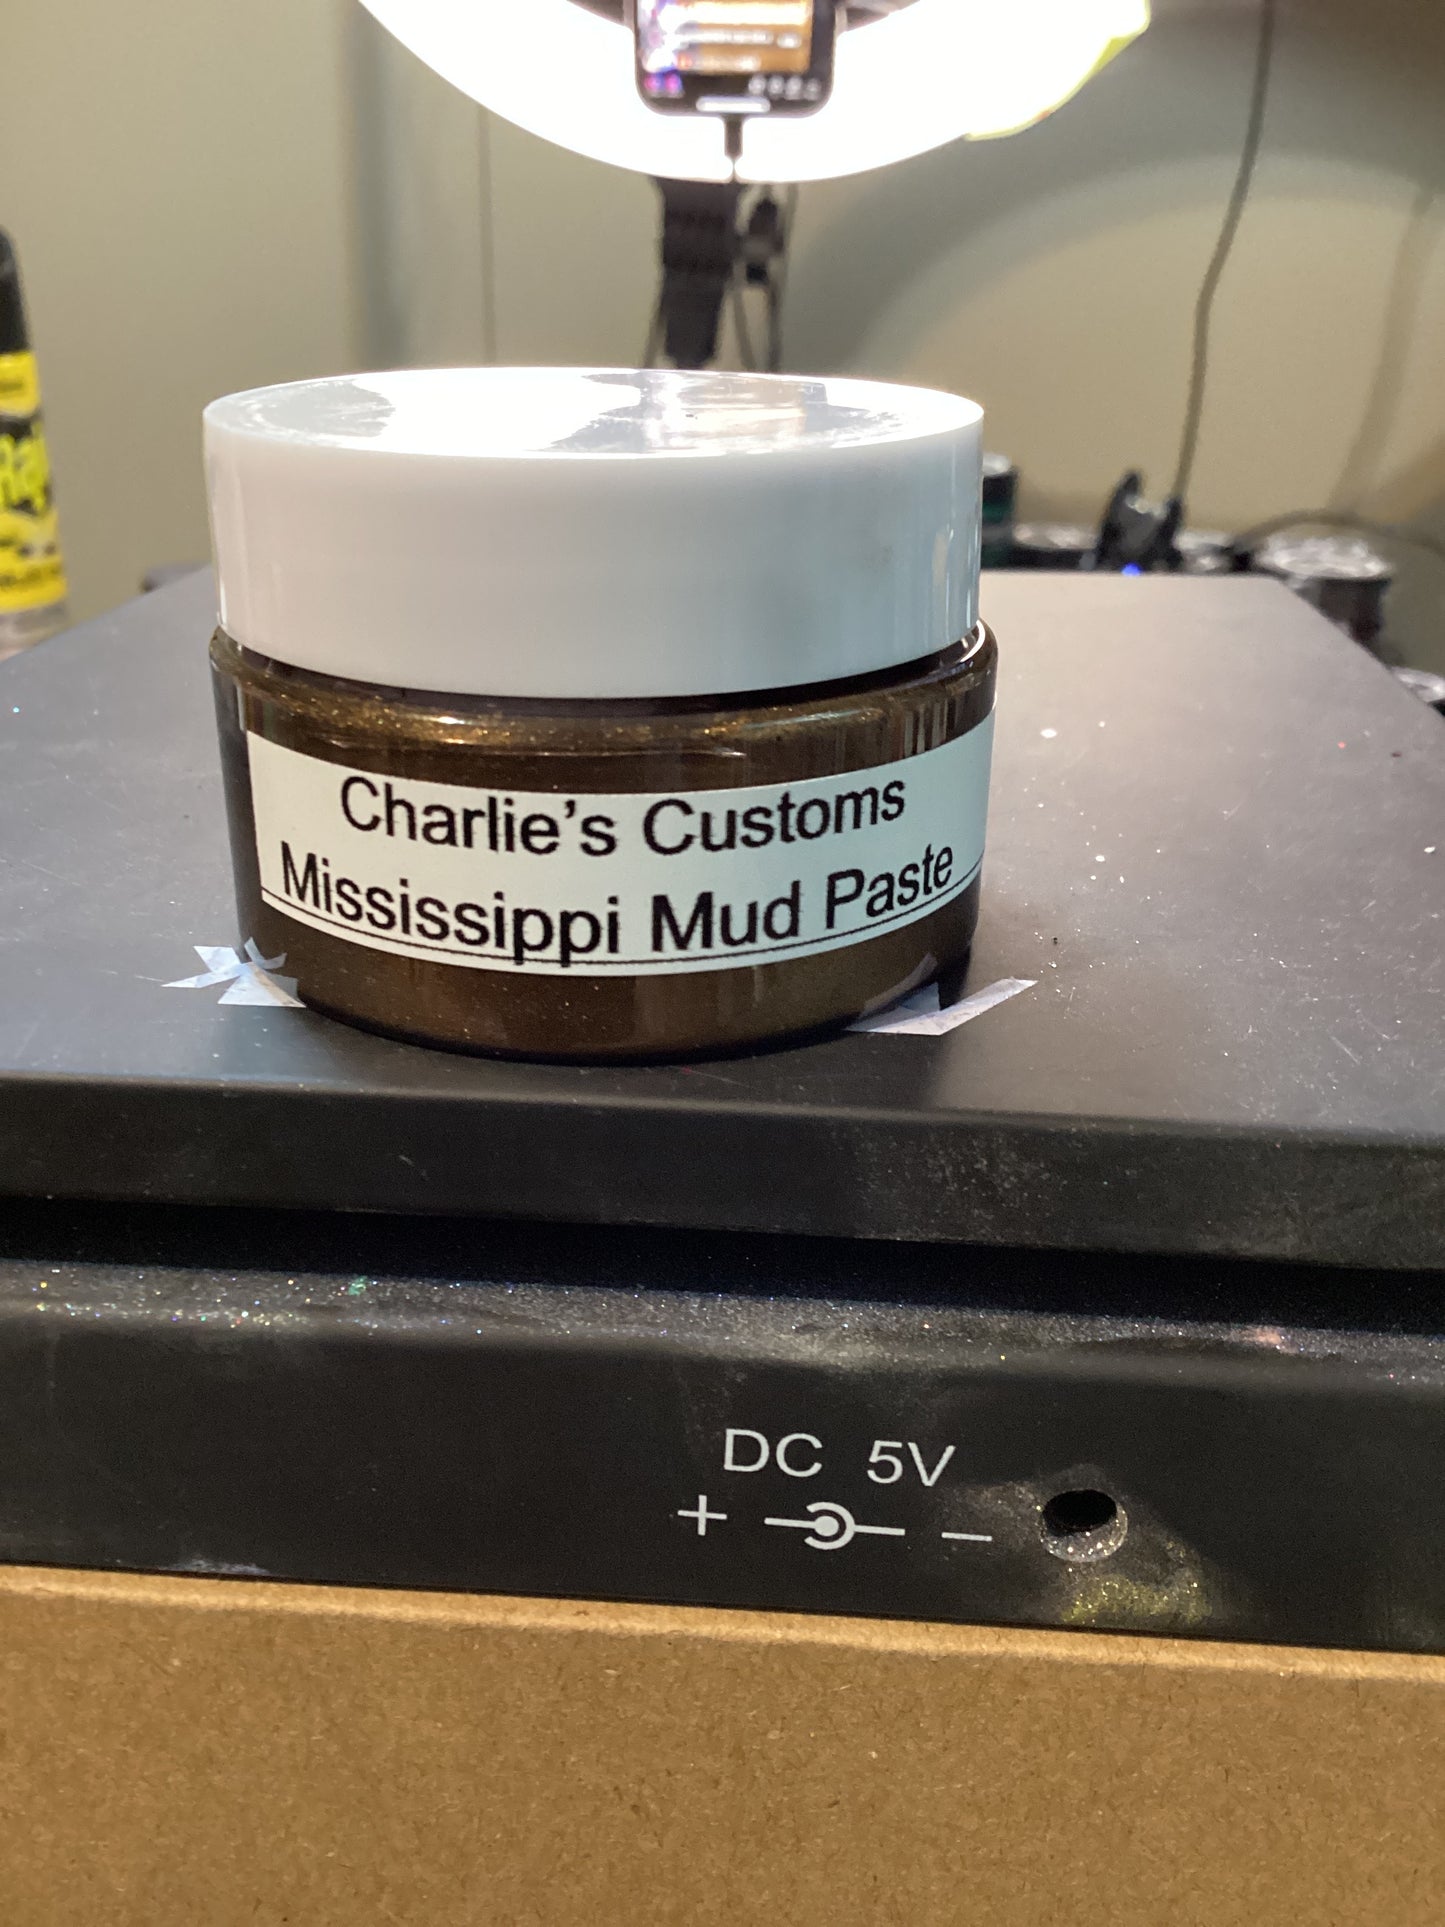 Charlie's Customs
Mississippi Mud Paste
DC 5V
+ −